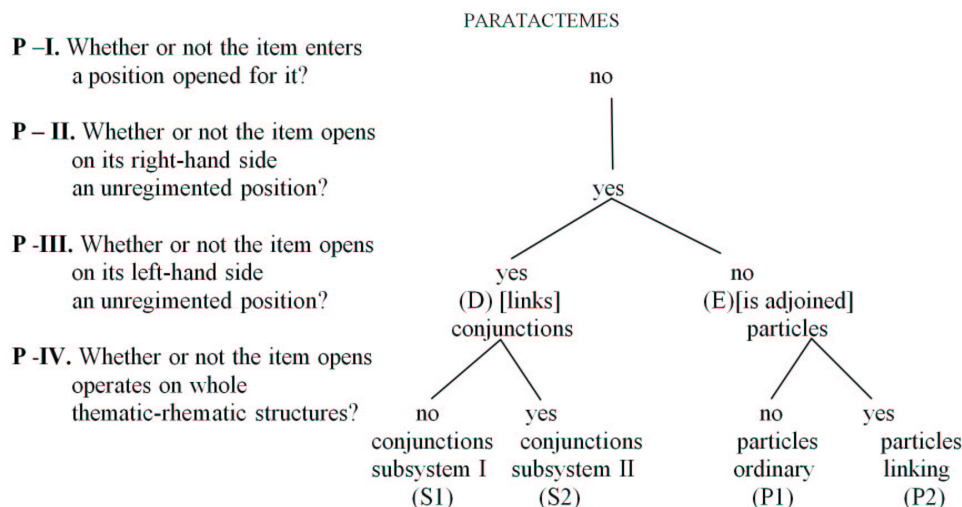 PARATACTEMES
P –I. Whether or not the item enters
a position opened for it?
no
P – II. Whether or not the item opens
on its right-hand side
an unregimented position?
yes
P -III. Whether or not the item opens
on its left-hand side
an unregimented position?
yes no
(D) [links] (E)[is adjoined]
conjunctions particles
P -IV. Whether or not the item opens
operates on whole
thematic-rhematic structures?
no yes no yes
conjunctions conjunctions particles particles
subsystem I subsystem II ordinary linking
(S1) (S2) (P1) (P2)